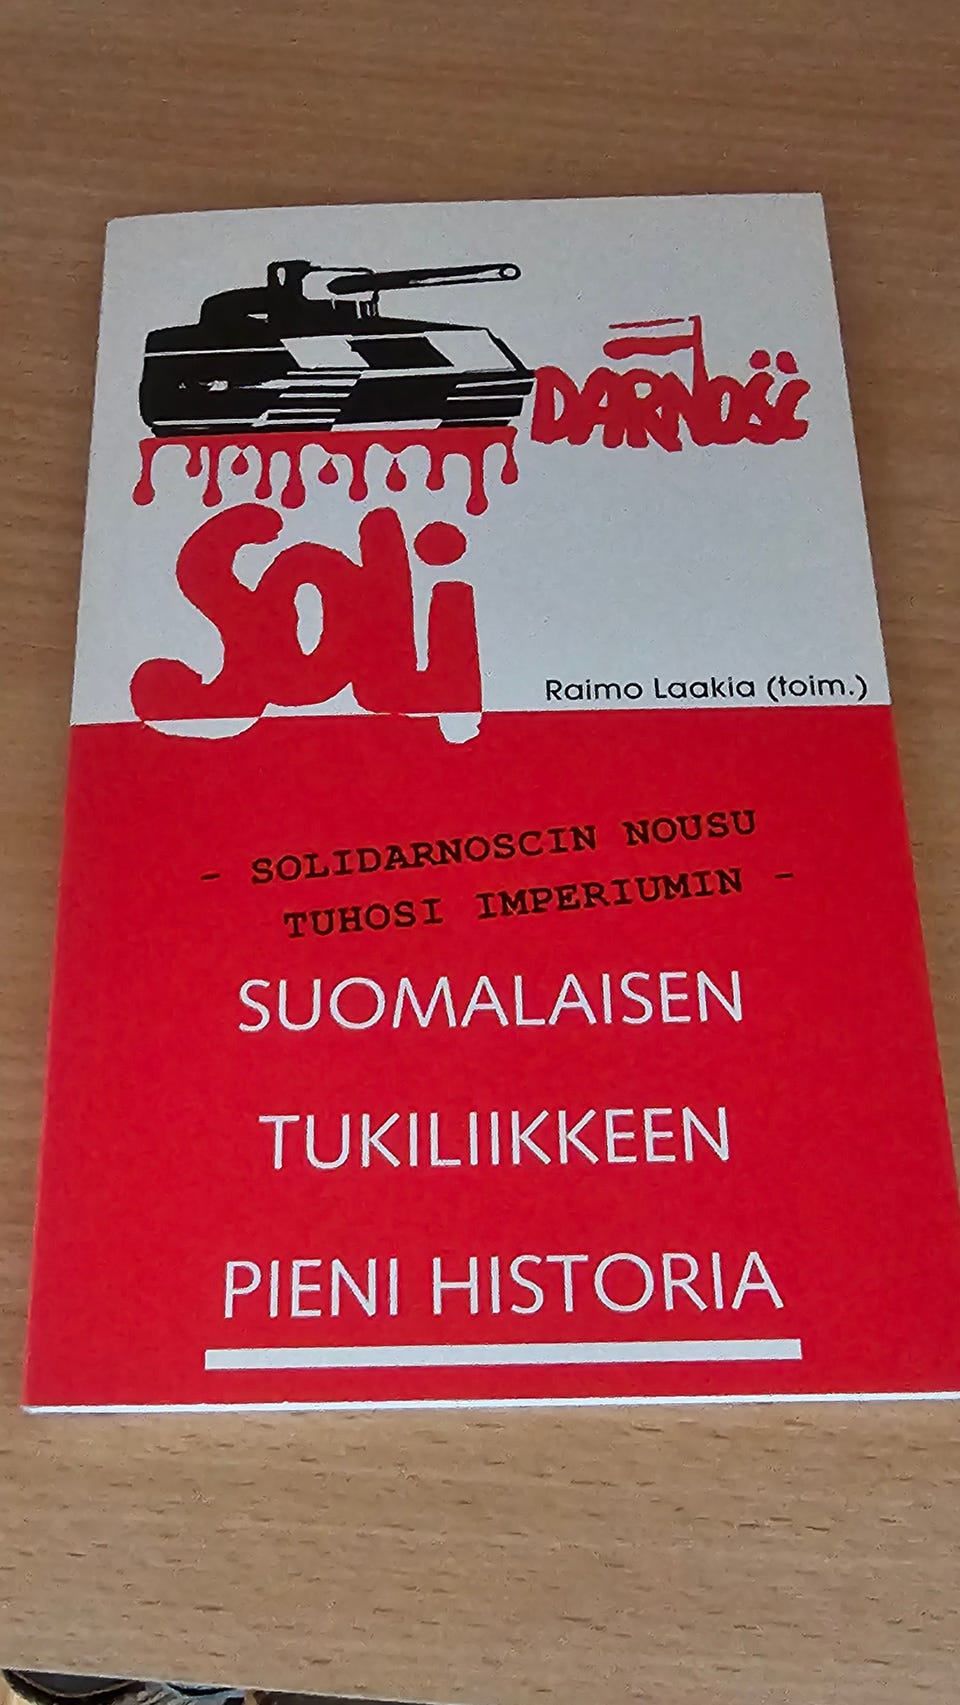 DARNOŚĆ
Soli
Raimo Laakia (toim.)
- SOLIDARNOSCIN NOUSU
TUHOSI IMPERIUMIN -
SUOMALAISEN
TUKILIIKKEEN
PIENI HISTORIA